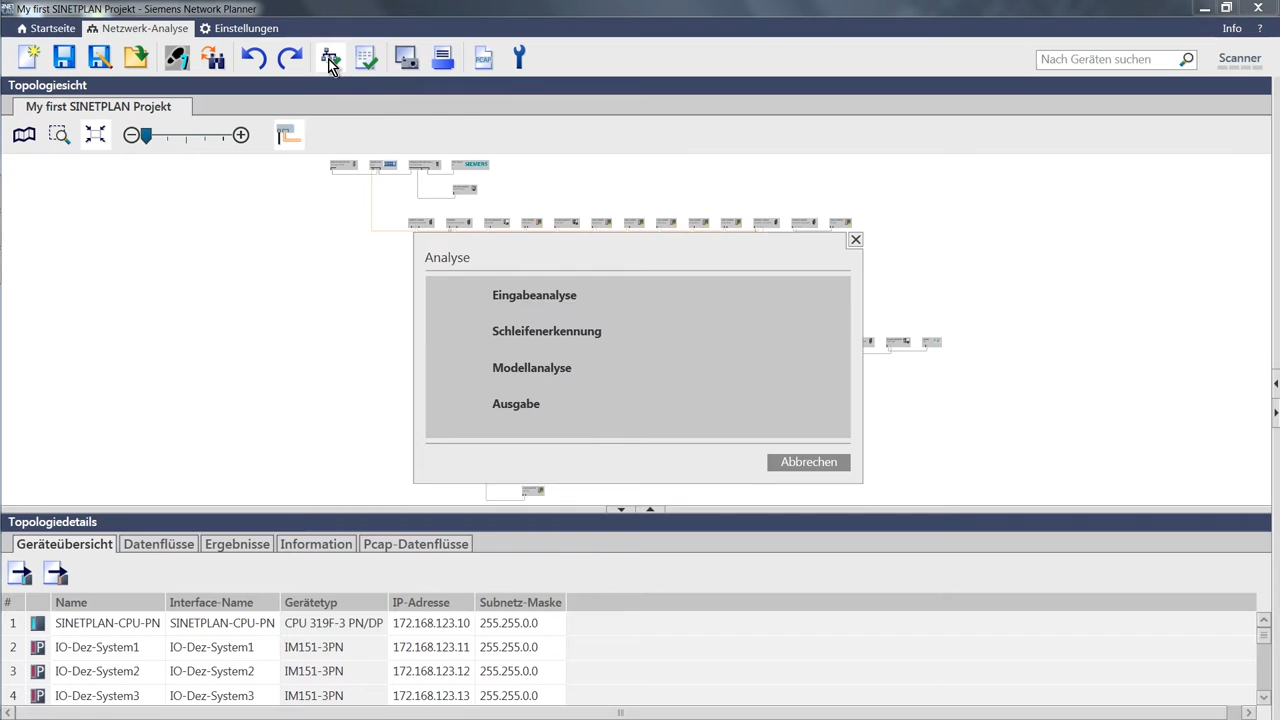 My first SINETPLAN Projekt - Siemens Network Planner
Startseite
Netzwerk-Analyse
Einstellungen
Info
?
PCAP
Nach Geräten suchen
Scanner
Topologiesicht
My first SINETPLAN Projekt
SIEMENS
Analyse
Eingabeanalyse
Schleifenerkennung
Modellanalyse
Ausgabe
Abbrechen
Topologiedetails
Geräteübersicht
Datenflüsse
Ergebnisse
Information
Pcap-Datenflüsse
# Name Interface-Name Gerätetyp IP-Adresse Subnetz-Maske
1 SINETPLAN-CPU-PN SINETPLAN-CPU-PN CPU 319F-3 PN/DP 172.168.123.10 255.255.0.0
2 IO-Dez-System1 IO-Dez-System1 IM151-3PN 172.168.123.11 255.255.0.0
3 IO-Dez-System2 IO-Dez-System2 IM151-3PN 172.168.123.12 255.255.0.0
4 IO-Dez-System3 IO-Dez-System3 IM151-3PN 172.168.123.13 255.255.0.0